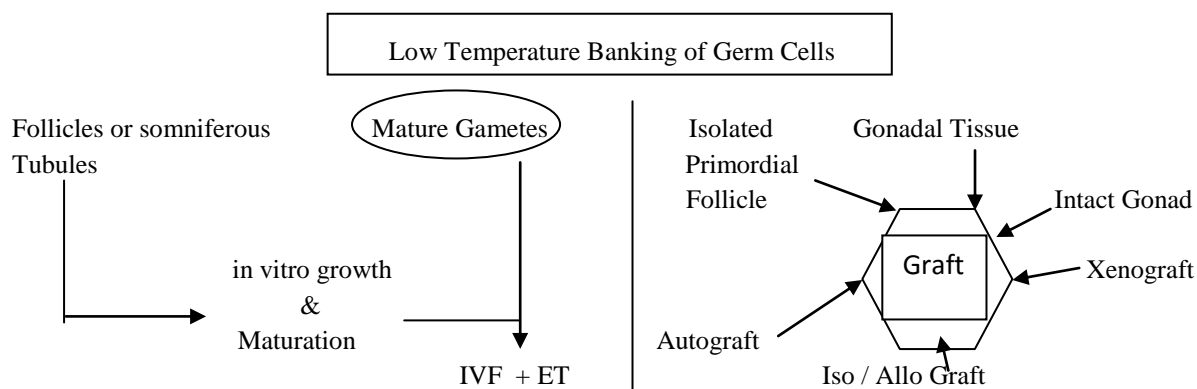 Low Temperature Banking of Germ Cells
Follicles or somniferous
Tubules
Mature Gametes
in vitro growth
&
Maturation
IVF + ET
Isolated
Primordial
Follicle
Gonadal Tissue
Intact Gonad
Graft
Xenograft
Autograft
Iso / Allo Graft